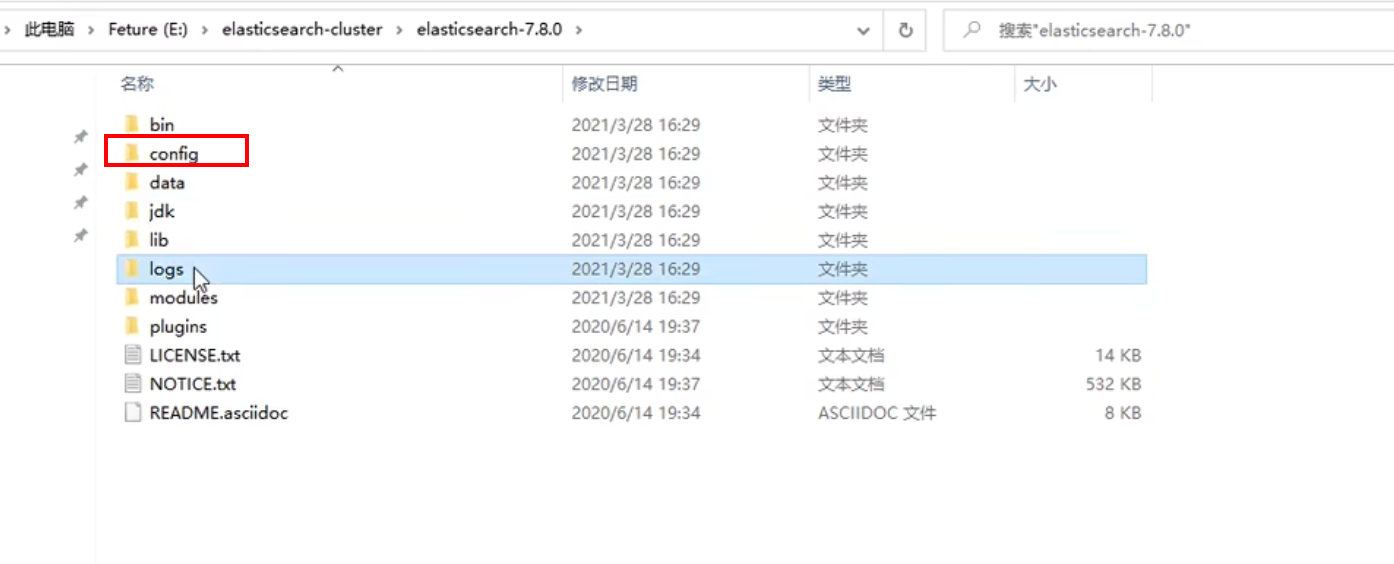 此电脑 > Feture (E:) > elasticsearch-cluster > elasticsearch-7.8.0 > 搜索"elasticsearch-7.8.0"
名称 修改日期 类型 大小
bin 2021/3/28 16:29 文件夹
config 2021/3/28 16:29 文件夹
data 2021/3/28 16:29 文件夹
jdk 2021/3/28 16:29 文件夹
lib 2021/3/28 16:29 文件夹
logs 2021/3/28 16:29 文件夹
modules 2021/3/28 16:29 文件夹
plugins 2020/6/14 19:37 文件夹
LICENSE.txt 2020/6/14 19:34 文本文档 14 KB
NOTICE.txt 2020/6/14 19:37 文本文档 532 KB
README.asciidoc 2020/6/14 19:34 ASCIIDOC 文件 8 KB